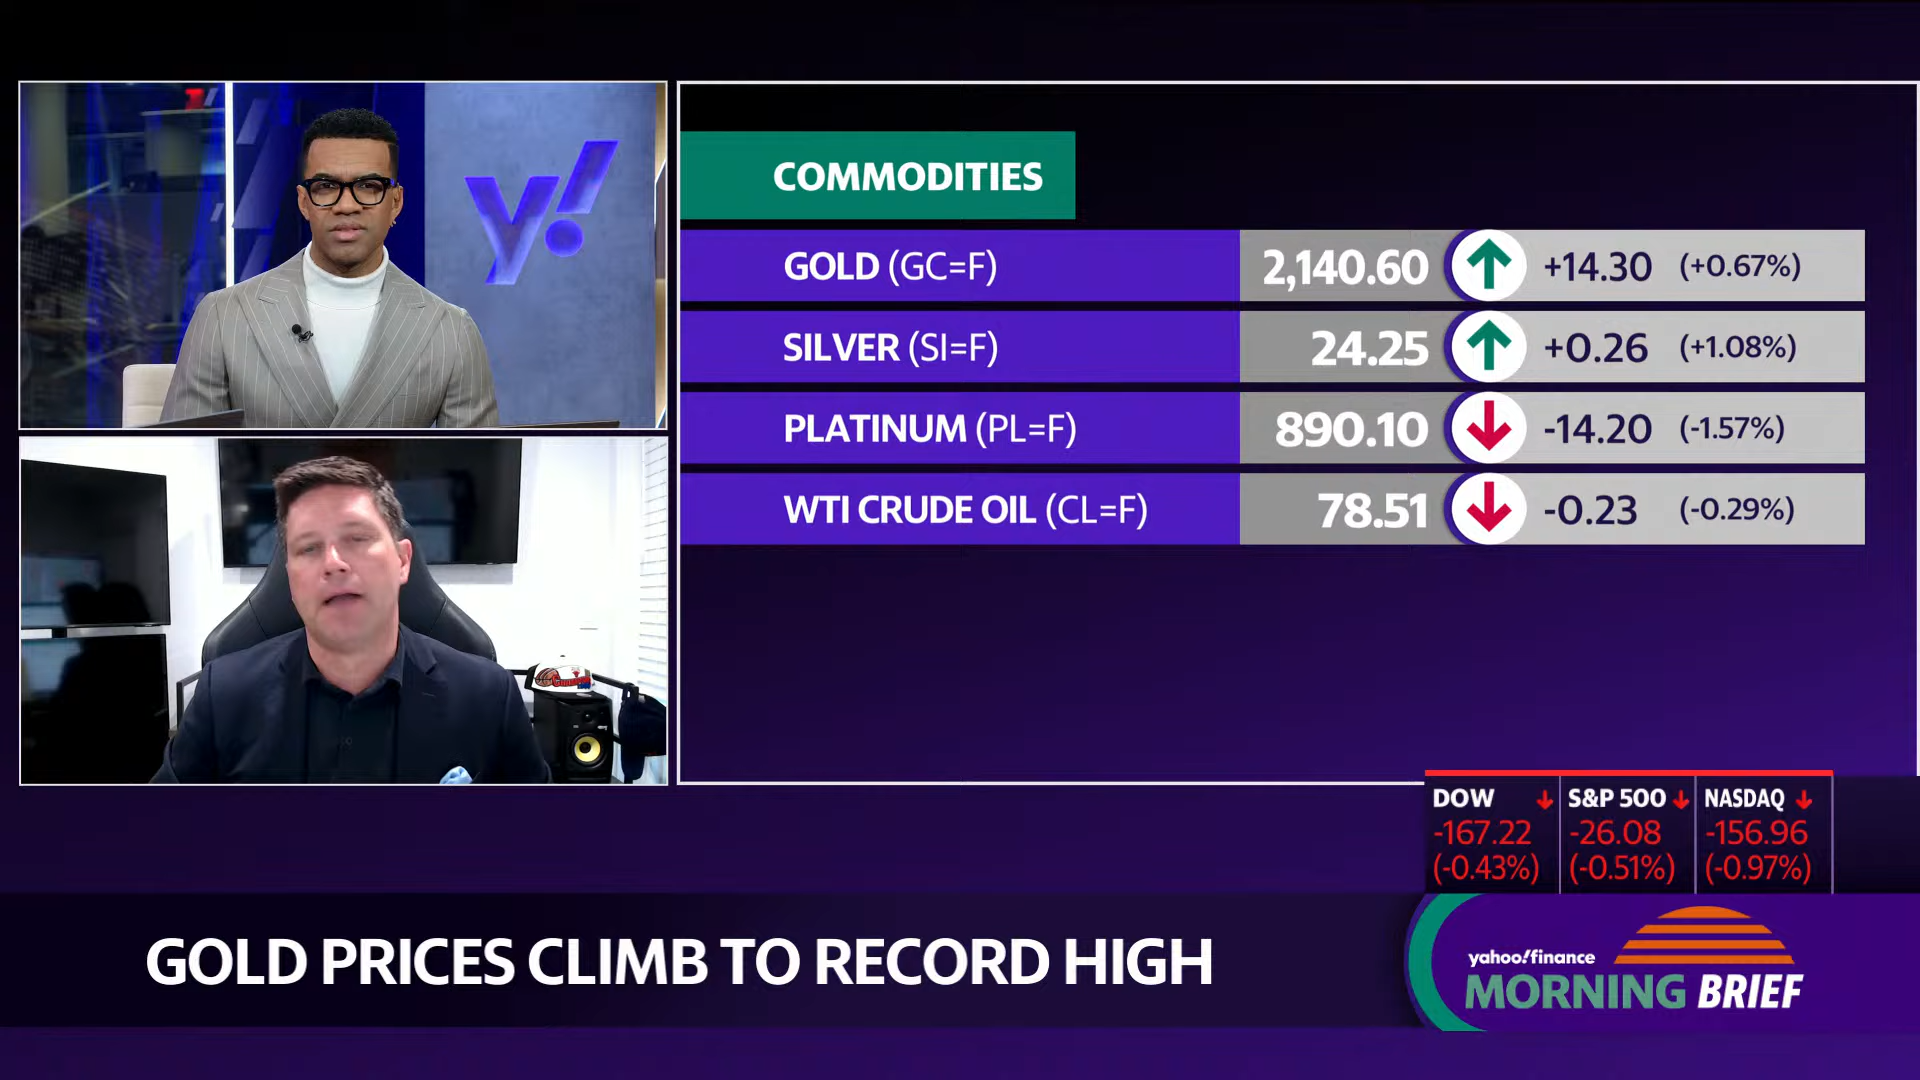 y!
COMMODITIES
GOLD (GC=F) 2,140.60 +14.30 (+0.67%)
SILVER (SI=F) 24.25 +0.26 (+1.08%)
PLATINUM (PL=F) 890.10 -14.20 (-1.57%)
WTI CRUDE OIL (CL=F) 78.51 -0.23 (-0.29%)
DOW S&P 500 NASDAQ
-167.22 -26.08 -156.96
(-0.43%) (-0.51%) (-0.97%)
GOLD PRICES CLIMB TO RECORD HIGH
yahoo!finance
MORNING BRIEF